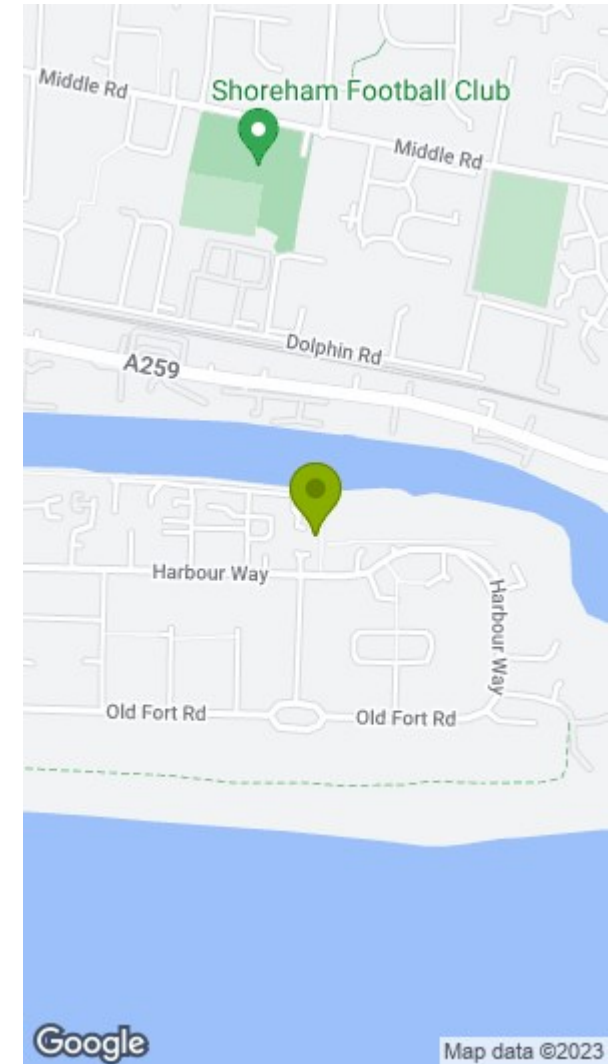 Middle Rd
Shoreham Football Club
Middle Rd
Dolphin Rd
A259
Harbour Way
Harbour Way
Old Fort Rd
Old Fort Rd
Google
Map data ©2023